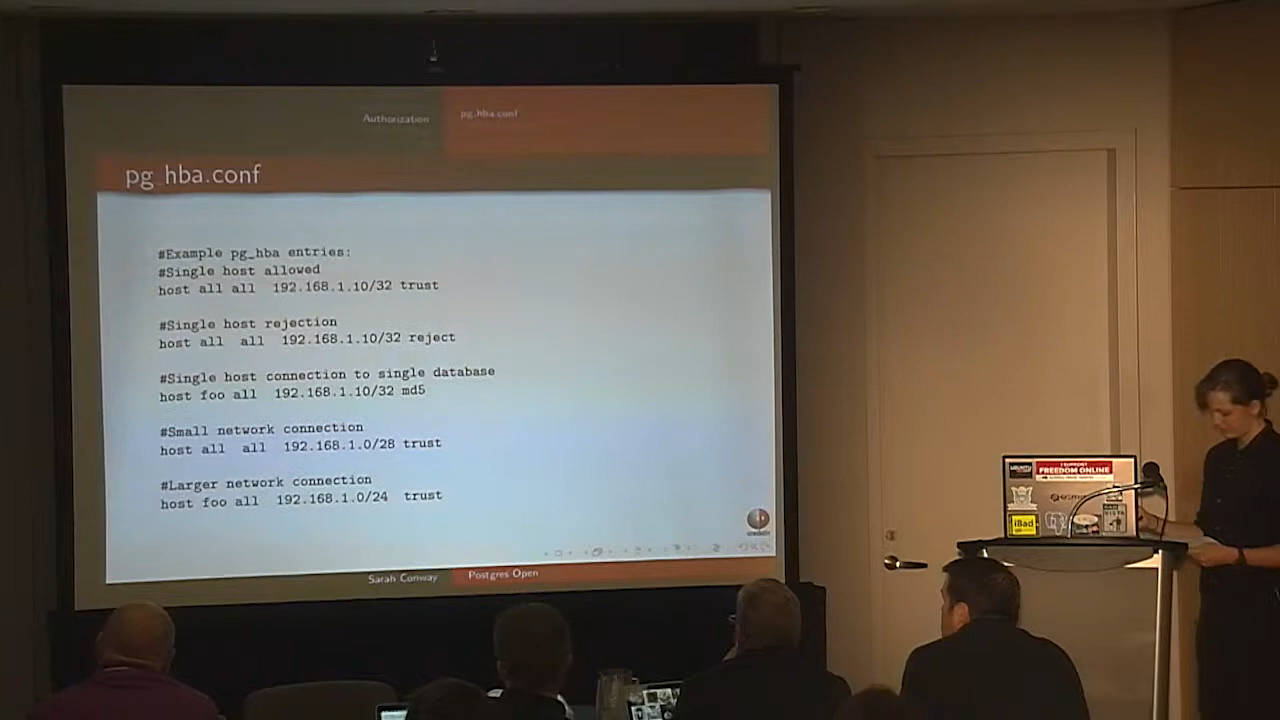 Authorization
pg_hba.conf
pg_hba.conf
#Example pg_hba entries:
#Single host allowed
host all all 192.168.1.10/32 trust
#Single host rejection
host all all 192.168.1.10/32 reject
#Single host connection to single database
host foo all 192.168.1.10/32 md5
#Small network connection
host all all 192.168.1.0/28 trust
#Larger network connection
host foo all 192.168.1.0/24 trust
Sarah Conway
Postgres Open
FREEDOM ONLINE
iBad